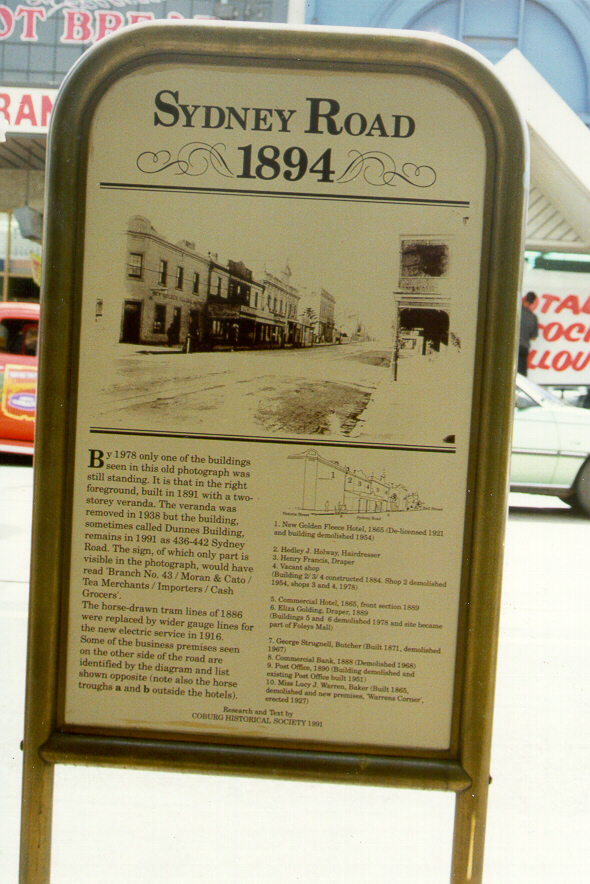 OT BRE
RAN
SYDNEY ROAD
1894
By 1978 only one of the buildings
seen in this old photograph was
still standing. It is that in the right
foreground, built in 1891 with a two-
storey veranda. The veranda was
removed in 1938 but the building,
sometimes called Dunnes Building,
remains in 1991 as 436-442 Sydney
Road. The sign, of which only part is
visible in the photograph, would have
read 'Branch No. 43 / Moran & Cato /
Tea Merchants / Importers / Cash
Grocers'.
The horse-drawn tram lines of 1886
were replaced by wider gauge lines for
the new electric service in 1916.
Some of the business premises seen
on the other side of the road are
identified by the diagram and list
shown opposite (note also the horse
troughs a and b outside the hotels).
1. New Golden Fleece Hotel, 1865 (De-licensed 1921
and building demolished 1954)
2. Hedley J. Holway, Hairdresser
3. Henry Francis, Draper
4. Vacant shop
(Building 2/ 3/ 4 constructed 1884. Shop 2 demolished
1954, shops 3 and 4, 1978)
5. Commercial Hotel, 1865, front section 1889
6. Eliza Golding, Draper, 1889
(Buildings 5 and 6 demolished 1978 and site became
part of Foleys Mall)
7. George Strugnell, Butcher (Built 1871, demolished
1967)
8. Commercial Bank, 1888 (Demolished 1968)
9. Post Office, 1890 (Building demolished and
existing Post Office built 1951)
10. Miss Lucy J. Warren, Baker (Built 1865,
demolished and new premises, 'Warrens Corner',
erected 1927)
Research and Text by
COBURG HISTORICAL SOCIETY 1991
TAL
OCK
LLOU